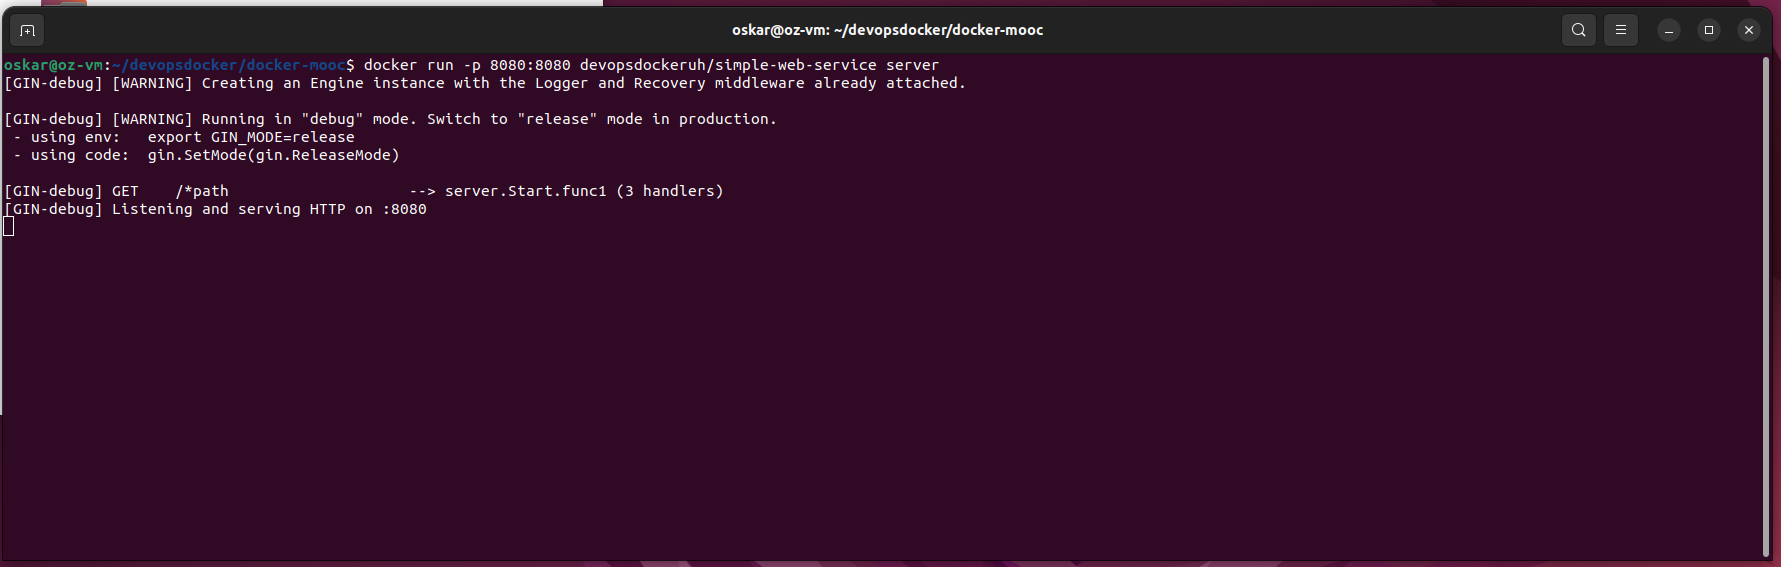 oskar@oz-vm: ~/devopsdocker/docker-mooc
oskar@oz-vm:~/devopsdocker/docker-mooc$ docker run -p 8080:8080 devopsdockeruh/simple-web-service server
[GIN-debug] [WARNING] Creating an Engine instance with the Logger and Recovery middleware already attached.
[GIN-debug] [WARNING] Running in "debug" mode. Switch to "release" mode in production.
 - using env:   export GIN_MODE=release
 - using code:  gin.SetMode(gin.ReleaseMode)
[GIN-debug] GET    /*path                    --> server.Start.func1 (3 handlers)
[GIN-debug] Listening and serving HTTP on :8080